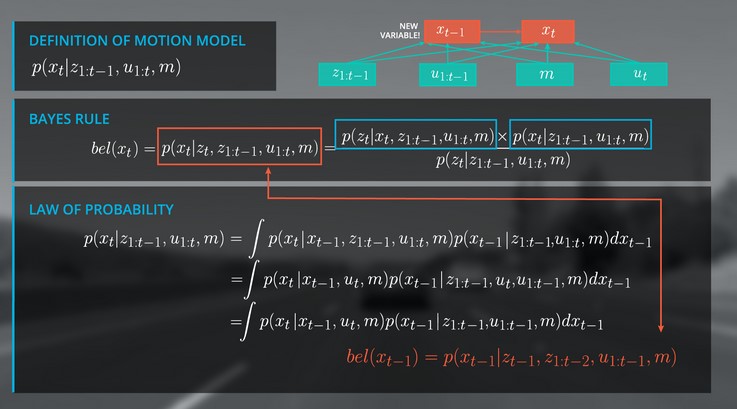 NEW
VARIABLE!
x_{t-1} x_t
DEFINITION OF MOTION MODEL
p(x_t|z_{1:t-1}, u_{1:t}, m)
z_{1:t-1} u_{1:t-1} m u_t
BAYES RULE
bel(x_t) = p(x_t|z_t, z_{1:t-1}, u_{1:t}, m) = \frac{p(z_t|x_t, z_{1:t-1}, u_{1:t}, m) × p(x_t|z_{1:t-1}, u_{1:t}, m)}{p(z_t|z_{1:t-1}, u_{1:t}, m)}
LAW OF PROBABILITY
p(x_t|z_{1:t-1}, u_{1:t}, m) = ∫ p(x_t|x_{t-1}, z_{1:t-1}, u_{1:t}, m)p(x_{t-1}|z_{1:t-1}, u_{1:t}, m)dx_{t-1}
= ∫ p(x_t|x_{t-1}, u_t, m)p(x_{t-1}|z_{1:t-1}, u_t, u_{1:t-1}, m)dx_{t-1}
= ∫ p(x_t|x_{t-1}, u_t, m)p(x_{t-1}|z_{1:t-1}, u_{1:t-1}, m)dx_{t-1}
bel(x_{t-1}) = p(x_{t-1}|z_{t-1}, z_{1:t-2}, u_{1:t-1}, m)